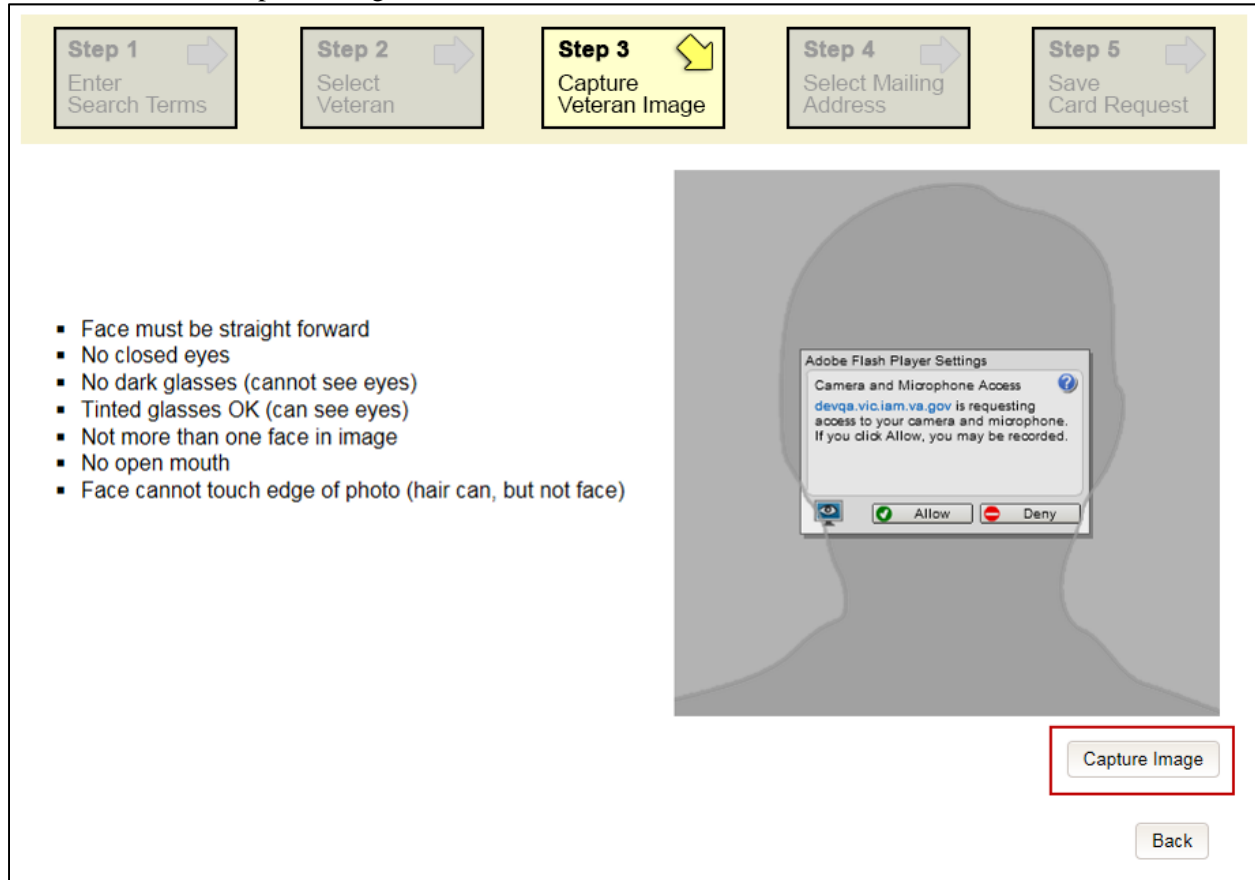 Step 1
Enter
Search Terms
Step 2
Select
Veteran
Step 3
Capture
Veteran Image
Step 4
Select Mailing
Address
Step 5
Save
Card Request
▪ Face must be straight forward
▪ No closed eyes
▪ No dark glasses (cannot see eyes)
▪ Tinted glasses OK (can see eyes)
▪ Not more than one face in image
▪ No open mouth
▪ Face cannot touch edge of photo (hair can, but not face)
Adobe Flash Player Settings
Camera and Microphone Access
devqa.vic.iam.va.gov is requesting
access to your camera and microphone.
If you click Allow, you may be recorded.
Allow
Deny
Capture Image
Back